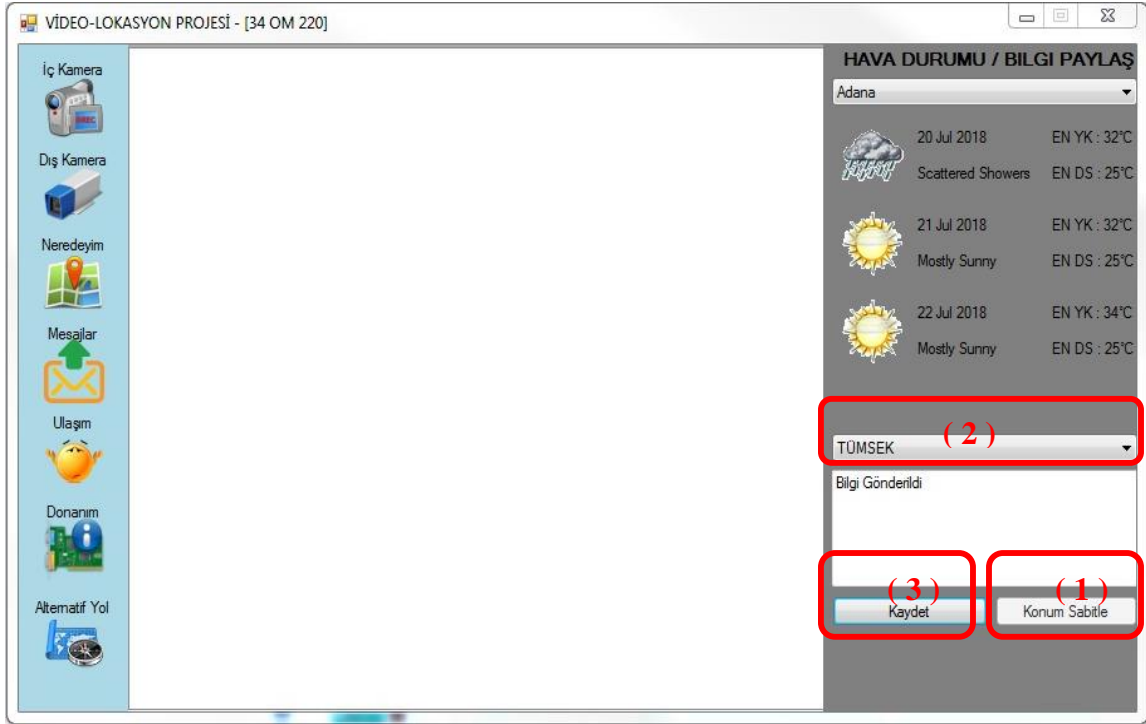 VİDEO-LOKASYON PROJESİ - [34 OM 220]
İç Kamera
Dış Kamera
Neredeyim
Mesajlar
Ulaşım
Donanım
Alternatif Yol
HAVA DURUMU / BILGI PAYLAŞ
Adana
20 Jul 2018 EN YK : 32°C
Scattered Showers EN DS : 25°C
21 Jul 2018 EN YK : 32°C
Mostly Sunny EN DS : 25°C
22 Jul 2018 EN YK : 34°C
Mostly Sunny EN DS : 25°C
( 2 )
TÜMSEK
Bilgi Gönderildi
( 3 ) ( 1 )
Kaydet Konum Sabitle